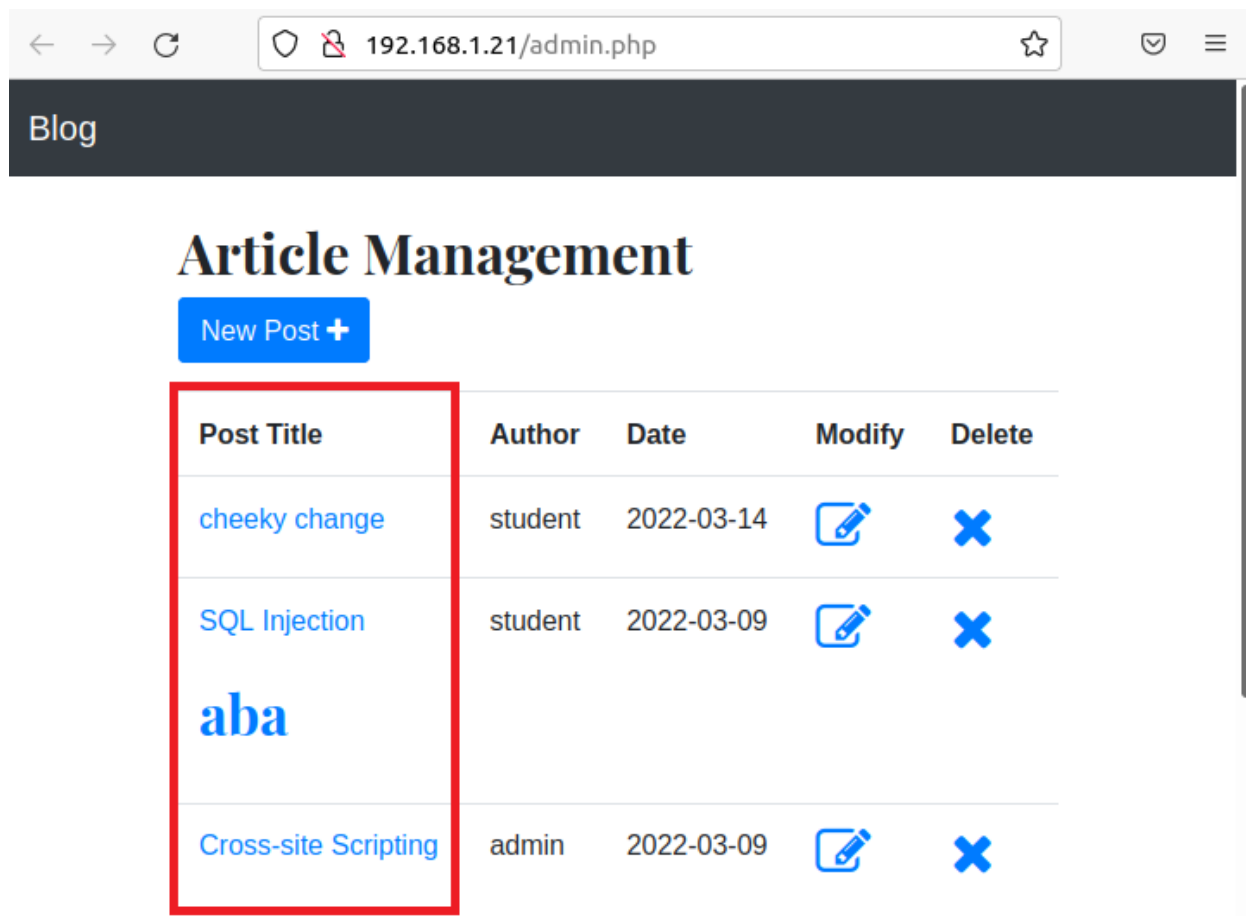 192.168.1.21/admin.php
Blog
Article Management
New Post
Post Title Author Date Modify Delete
cheeky change student 2022-03-14
SQL Injection student 2022-03-09
aba
Cross-site Scripting admin 2022-03-09